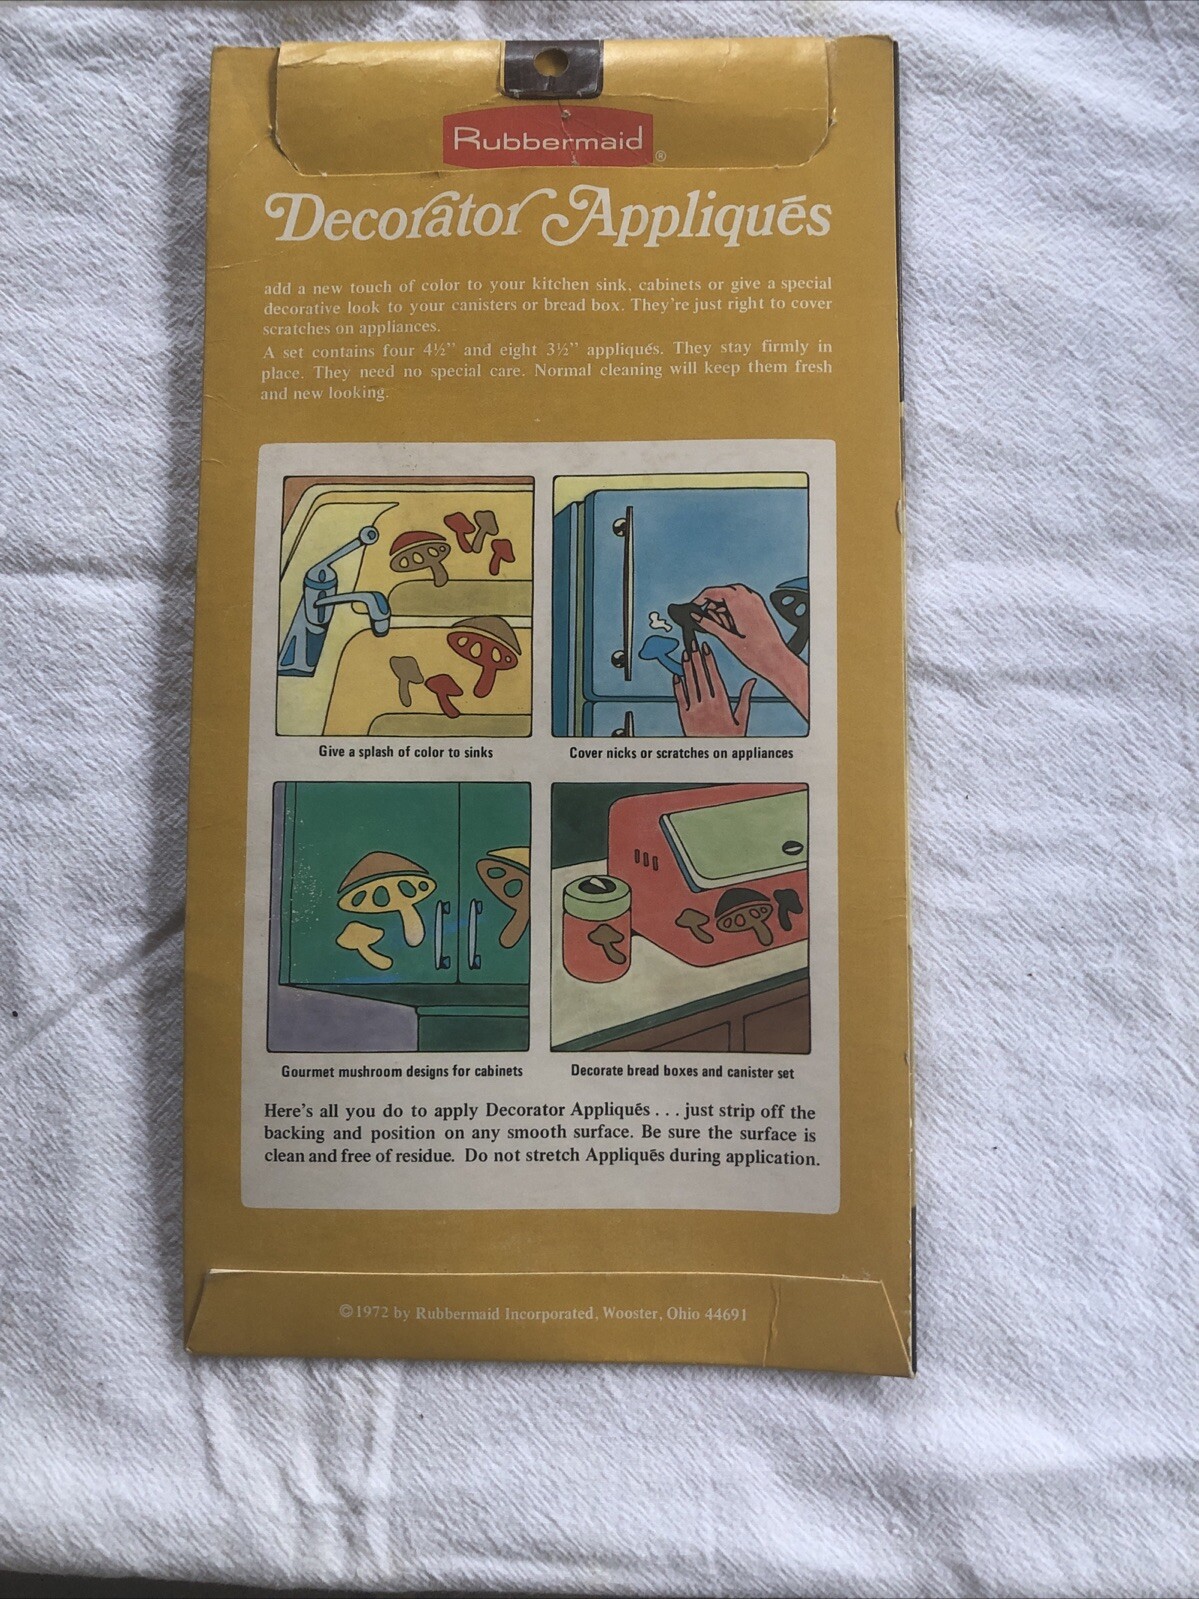 Rubbermaid ®
Decorator Appliqués
add a new touch of color to your kitchen sink, cabinets or give a special
decorative look to your canisters or bread box. They're just right to cover
scratches on appliances.
A set contains four 4½” and eight 3½” appliqués. They stay firmly in
place. They need no special care. Normal cleaning will keep them fresh
and new looking.
Give a splash of color to sinks
Cover nicks or scratches on appliances
Gourmet mushroom designs for cabinets
Decorate bread boxes and canister set
Here's all you do to apply Decorator Appliqués . . . just strip off the
backing and position on any smooth surface. Be sure the surface is
clean and free of residue. Do not stretch Appliqués during application.
©1972 by Rubbermaid Incorporated, Wooster, Ohio 44691